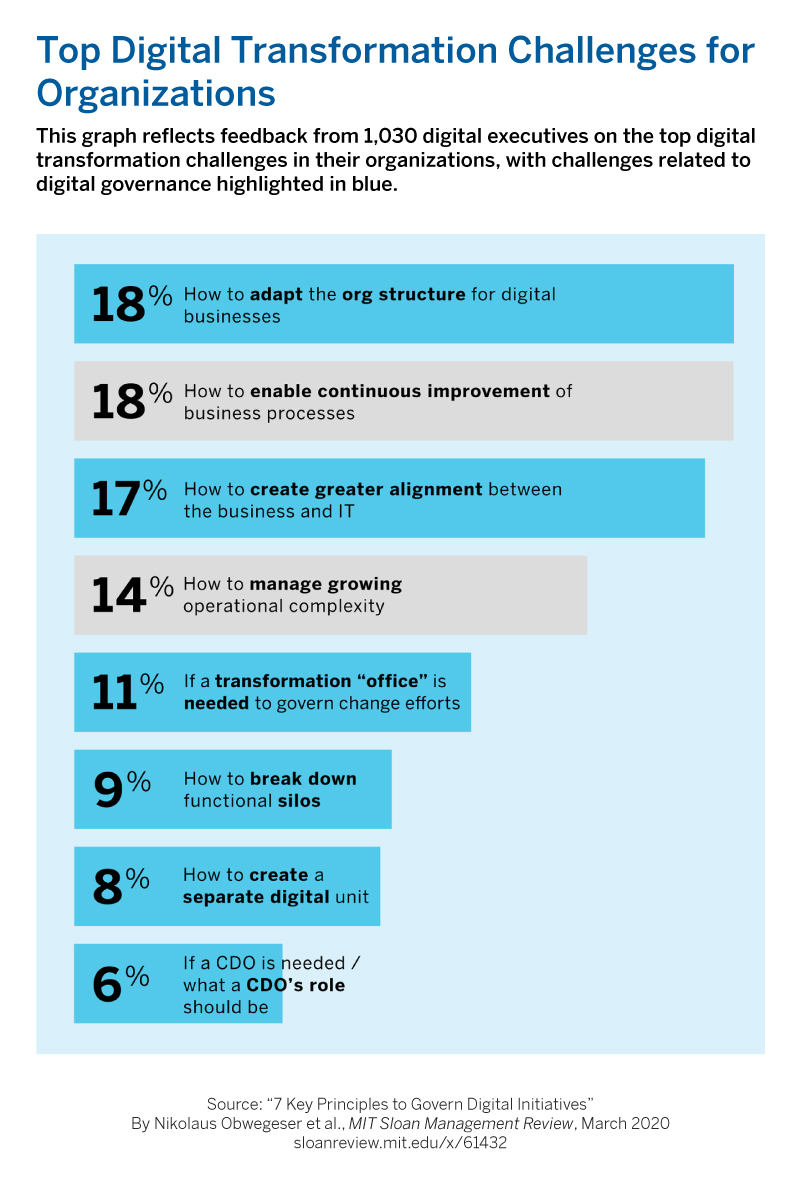 Top Digital Transformation Challenges for
Organizations
This graph reflects feedback from 1,030 digital executives on the top digital
transformation challenges in their organizations, with challenges related to
digital governance highlighted in blue.
18% How to adapt the org structure for digital
businesses
18% How to enable continuous improvement of
business processes
17% How to create greater alignment between
the business and IT
14% How to manage growing
operational complexity
11% If a transformation “office” is
needed to govern change efforts
9% How to break down
functional silos
8% How to create a
separate digital unit
6% If a CDO is needed /
what a CDO’s role
should be
Source: “7 Key Principles to Govern Digital Initiatives”
By Nikolaus Obwegeser et al., MIT Sloan Management Review, March 2020
sloanreview.mit.edu/x/61432